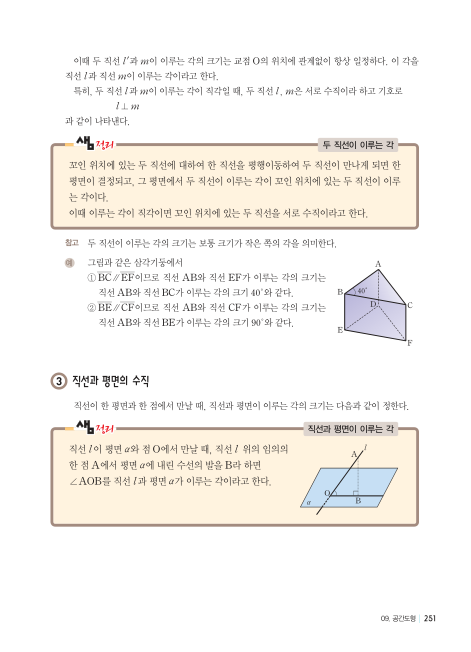 이때 두 직선 l′과 m이 이루는 각의 크기는 교점 O의 위치에 관계없이 항상 일정하다. 이 각을
직선 l과 직선 m이 이루는 각이라고 한다.
특히, 두 직선 l과 m이 이루는 각이 직각일 때, 두 직선 l, m은 서로 수직이라 하고 기호로
l⊥m
과 같이 나타낸다.
샘 정리
두 직선이 이루는 각
꼬인 위치에 있는 두 직선에 대하여 한 직선을 평행이동하여 두 직선이 만나게 되면 한
평면이 결정되고, 그 평면에서 두 직선이 이루는 각이 꼬인 위치에 있는 두 직선이 이루
는 각이다.
이때 이루는 각이 직각이면 꼬인 위치에 있는 두 직선을 서로 수직이라고 한다.
참고 두 직선이 이루는 각의 크기는 보통 크기가 작은 쪽의 각을 의미한다.
예 그림과 같은 삼각기둥에서
① BC∥EF이므로 직선 AB와 직선 EF가 이루는 각의 크기는
직선 AB와 직선 BC가 이루는 각의 크기 40°와 같다.
② BE∥CF이므로 직선 AB와 직선 CF가 이루는 각의 크기는
직선 AB와 직선 BE가 이루는 각의 크기 90°와 같다.
A
B 40°
D C
E
F
3 직선과 평면의 수직
직선이 한 평면과 한 점에서 만날 때, 직선과 평면이 이루는 각의 크기는 다음과 같이 정한다.
샘 정리
직선과 평면이 이루는 각
직선 l이 평면 α와 점 O에서 만날 때, 직선 l 위의 임의의
한 점 A에서 평면 α에 내린 수선의 발을 B라 하면
∠AOB를 직선 l과 평면 α가 이루는 각이라고 한다.
l
A
O
B
α
09. 공간도형 251